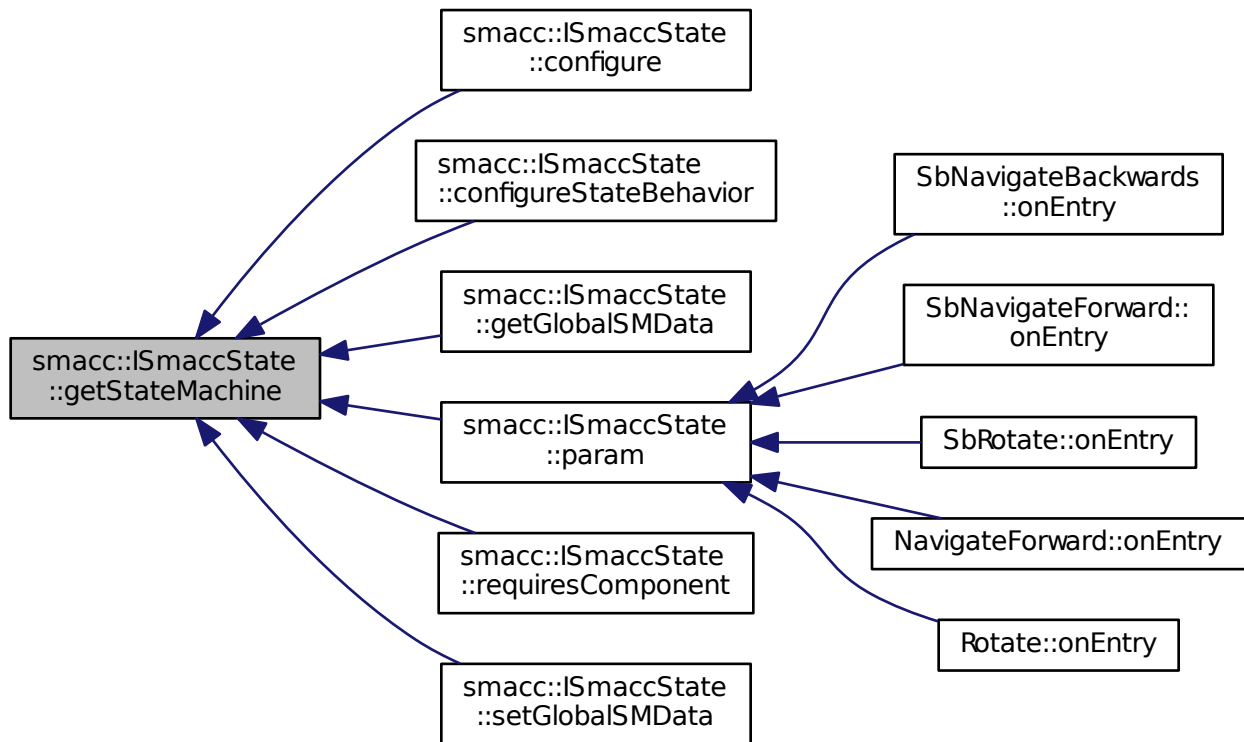 smacc::ISmaccState
::getStateMachine
smacc::ISmaccState
::configure
smacc::ISmaccState
::configureStateBehavior
smacc::ISmaccState
::getGlobalSMData
smacc::ISmaccState
::param
smacc::ISmaccState
::requiresComponent
smacc::ISmaccState
::setGlobalSMData
SbNavigateBackwards
::onEntry
SbNavigateForward::
onEntry
SbRotate::onEntry
NavigateForward::onEntry
Rotate::onEntry